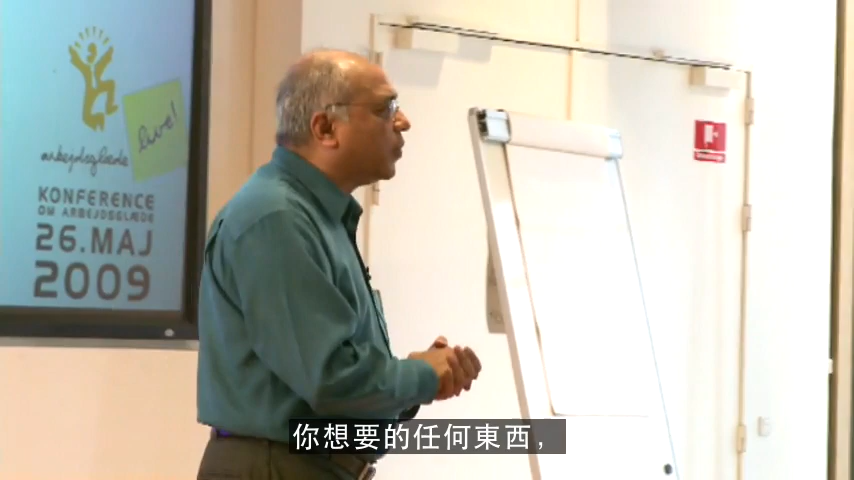 arbejdsglæde
live!
KONFERENCE
OM ARBEJDSGLÆDE
26.MAJ
2009
你想要的任何東西，